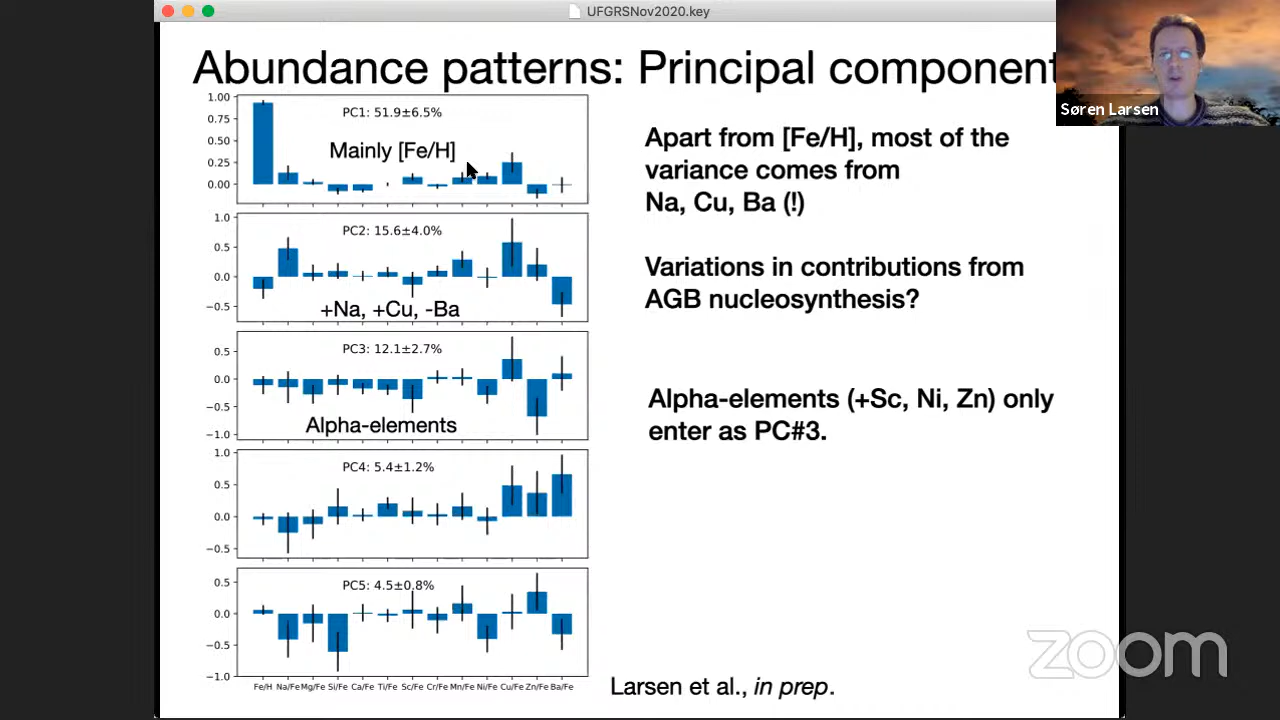 UFGRSNov2020.key
Abundance patterns: Principal component
Søren Larsen
1.00
0.75
0.50
0.25
0.00
PC1: 51.9±6.5%
Mainly [Fe/H]
1.0
0.5
0.0
−0.5
PC2: 15.6±4.0%
+Na, +Cu, -Ba
0.5
0.0
−0.5
−1.0
PC3: 12.1±2.7%
Alpha-elements
1.0
0.5
0.0
−0.5
PC4: 5.4±1.2%
0.5
0.0
−0.5
−1.0
PC5: 4.5±0.8%
Fe/H Na/Fe Mg/Fe Si/Fe Ca/Fe Ti/Fe Sc/Fe Cr/Fe Mn/Fe Ni/Fe Cu/Fe Zn/Fe Ba/Fe
Apart from [Fe/H], most of the
variance comes from
Na, Cu, Ba (!)
Variations in contributions from
AGB nucleosynthesis?
Alpha-elements (+Sc, Ni, Zn) only
enter as PC#3.
Larsen et al., in prep.
zoom